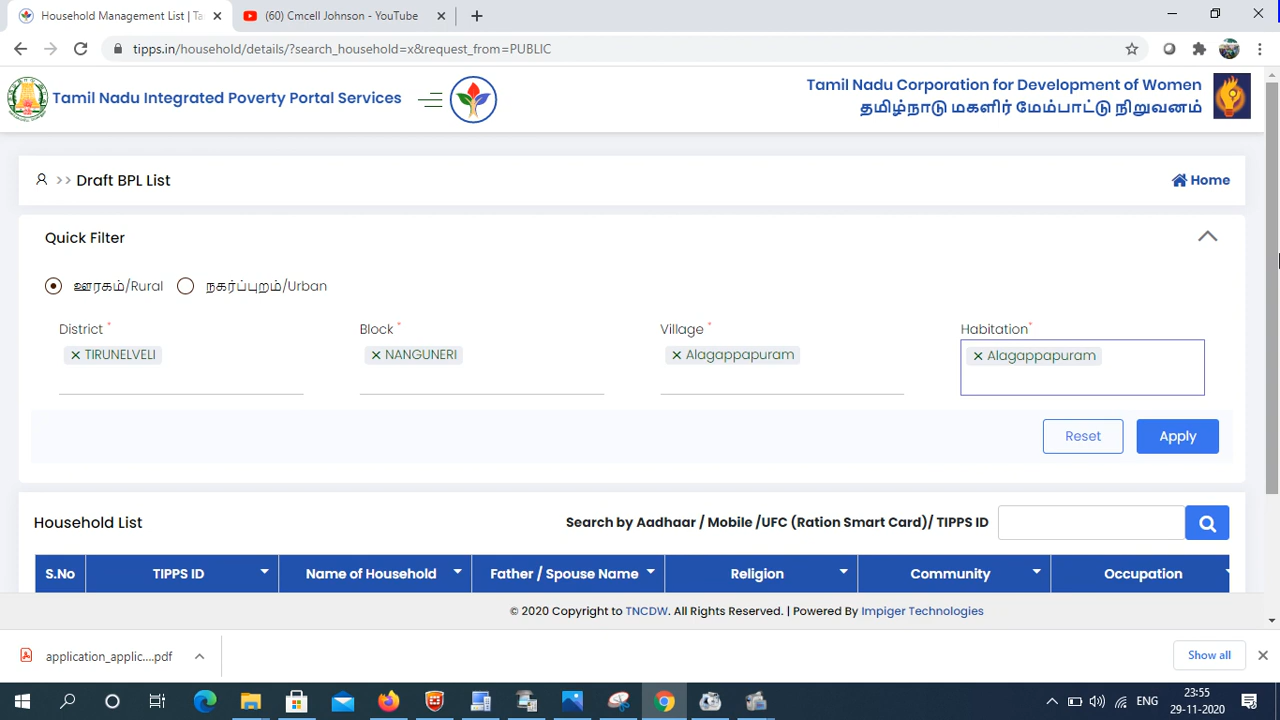 Household Management List | Ta
(60) Cmcell Johnson - YouTube
tipps.in/household/details/?search_household=x&request_from=PUBLIC
Tamil Nadu Integrated Poverty Portal Services
Tamil Nadu Corporation for Development of Women
தமிழ்நாடு மகளிர் மேம்பாட்டு நிறுவனம்
>> Draft BPL List
Home
Quick Filter
ஊரகம்/Rural நகர்ப்புறம்/Urban
District * Block * Village * Habitation*
× TIRUNELVELI × NANGUNERI × Alagappapuram × Alagappapuram
Reset Apply
Household List Search by Aadhaar / Mobile /UFC (Ration Smart Card)/ TIPPS ID
S.No TIPPS ID Name of Household Father / Spouse Name Religion Community Occupation
© 2020 Copyright to TNCDW. All Rights Reserved. | Powered By Impiger Technologies
application_applic....pdf Show all
ENG 23:55
29-11-2020